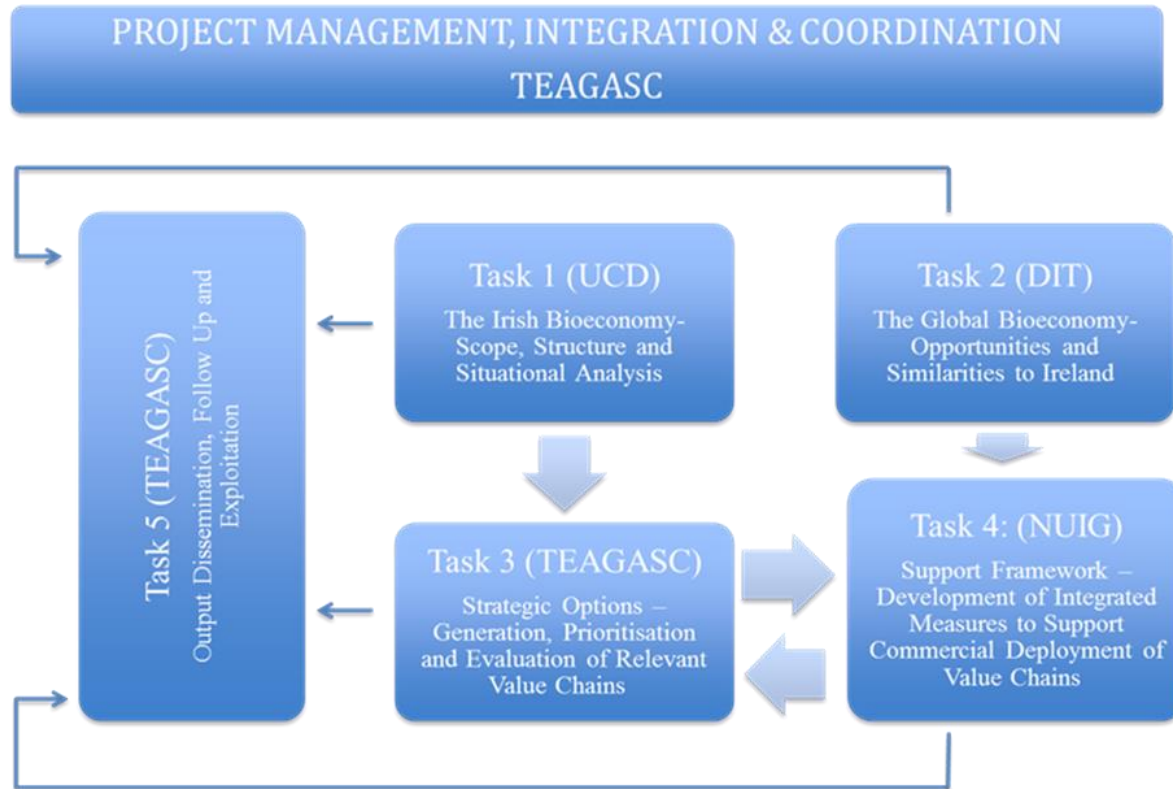 PROJECT MANAGEMENT, INTEGRATION & COORDINATION
TEAGASC
Task 1 (UCD)
The Irish Bioeconomy-
Scope, Structure and
Situational Analysis
Task 2 (DIT)
The Global Bioeconomy-
Opportunities and
Similarities to Ireland
Task 3 (TEAGASC)
Strategic Options –
Generation, Prioritisation
and Evaluation of Relevant
Value Chains
Task 4: (NUIG)
Support Framework –
Development of Integrated
Measures to Support
Commercial Deployment of
Value Chains
Task 5 (TEAGASC)
Output Dissemination, Follow Up and
Exploitation